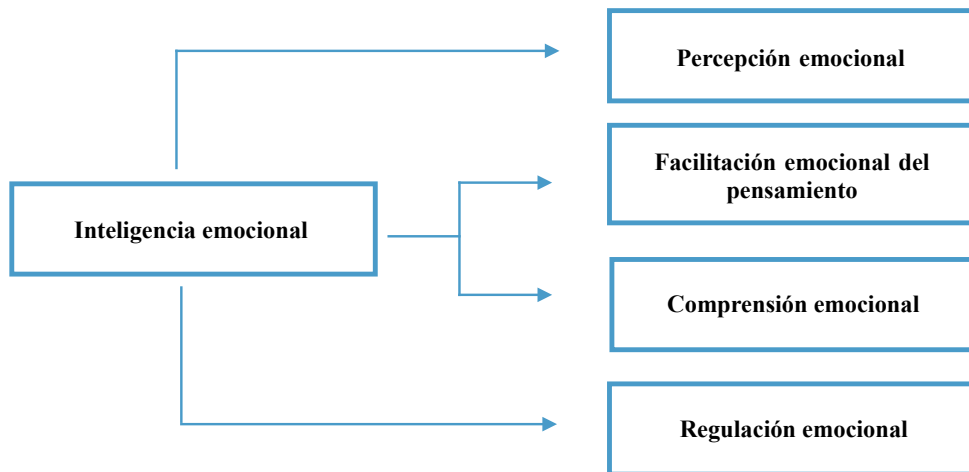 Percepción emocional
Facilitación emocional del
pensamiento
Inteligencia emocional
Comprensión emocional
Regulación emocional